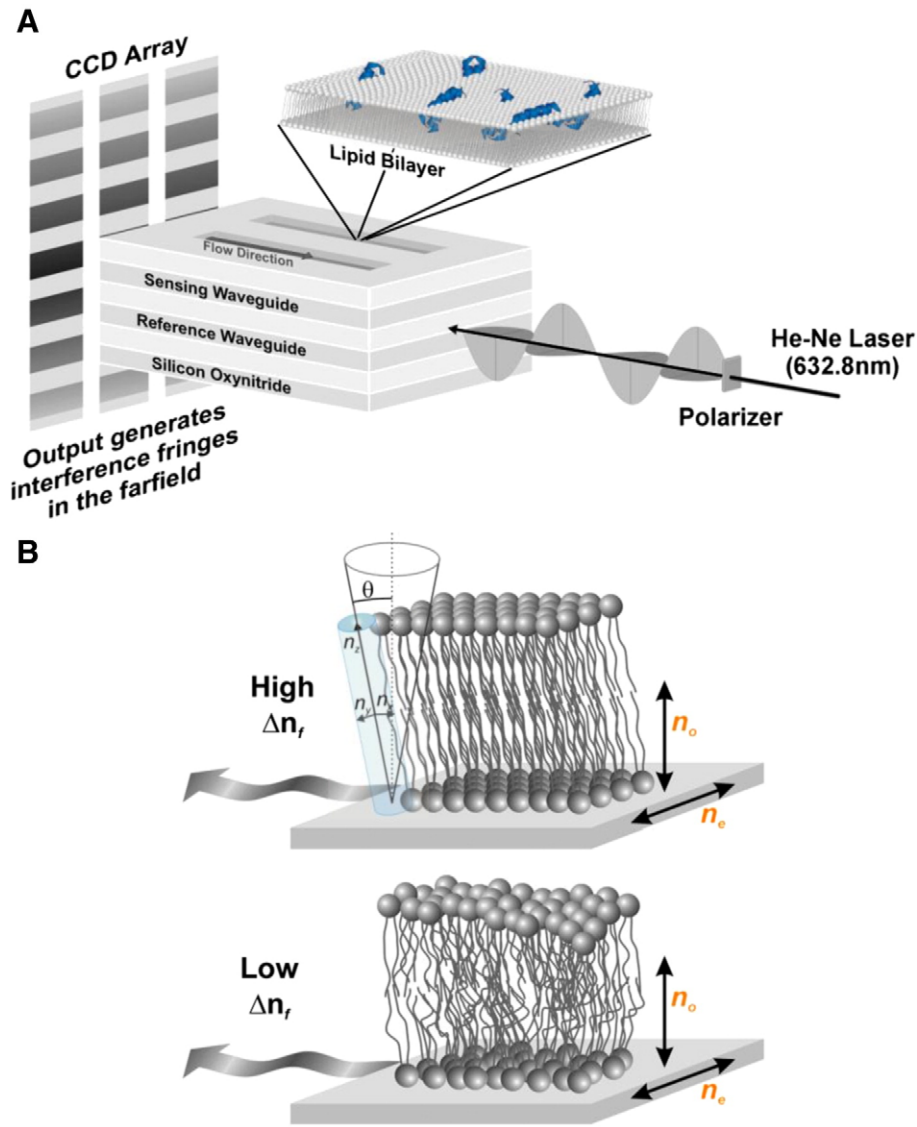 A
CCD Array
Lipid Bilayer
Flow Direction
Sensing Waveguide
Reference Waveguide
Silicon Oxynitride
He-Ne Laser
(632.8nm)
Polarizer
Output generates
interference fringes
in the farfield
B
θ
n_z
n_y
High
Δn_f
n_o
n_e
Low
Δn_f
n_o
n_e